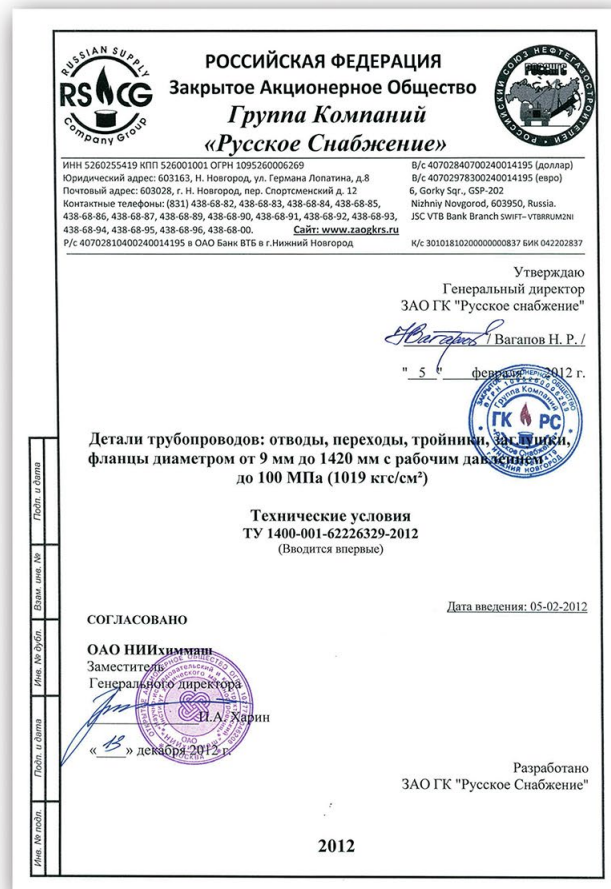 RUSSIAN SUPPLY
RSCG
Company Group
РОССИЙСКАЯ ФЕДЕРАЦИЯ
Закрытое Акционерное Общество
Группа Компаний
«Русское Снабжение»
РОССИЙСКИЙ СОЮЗ НЕФТЕГАЗОСТРОИТЕЛЕЙ
ИНН 5260255419 КПП 526001001 ОГРН 1095260006269
Юридический адрес: 603163, Н. Новгород, ул. Германа Лопатина, д.8
Почтовый адрес: 603028, г. Н. Новгород, пер. Спортсменский д. 12
Контактные телефоны: (831) 438-68-82, 438-68-83, 438-68-84, 438-68-85,
438-68-86, 438-68-87, 438-68-89, 438-68-90, 438-68-91, 438-68-92, 438-68-93,
438-68-94, 438-68-95, 438-68-96, 438-68-00. Сайт: www.zaogkrs.ru
Р/с 40702810400240014195 в ОАО Банк ВТБ в г.Нижний Новгород
В/с 40702840700240014195 (доллар)
В/с 40702978300240014195 (евро)
6, Gorky Sqr., GSP-202
Nizhniy Novgorod, 603950, Russia.
JSC VTB Bank Branch SWIFT– VTBRRUM2NI
К/с 30101810200000000837 БИК 042202837
Утверждаю
Генеральный директор
ЗАО ГК "Русское снабжение"
/ Вагапов Н. Р. /
" 5 " февраля 2012 г.
Группа Компаний
ГК РС
"Русское Снабжение"
Детали трубопроводов: отводы, переходы, тройники, заглушки,
фланцы диаметром от 9 мм до 1420 мм с рабочим давлением
до 100 МПа (1019 кгс/см²)
Технические условия
ТУ 1400-001-62226329-2012
(Вводится впервые)
Дата введения: 05-02-2012
СОГЛАСОВАНО
ОАО НИИхиммаш
Заместитель
Генерального директора
П.А. Харин
« 13 » декабря 2012 г.
Разработано
ЗАО ГК "Русское Снабжение"
2012
Подп. и дата
Взам. инв. №
Инв. № дубл.
Подп. и дата
Инв. № подл.